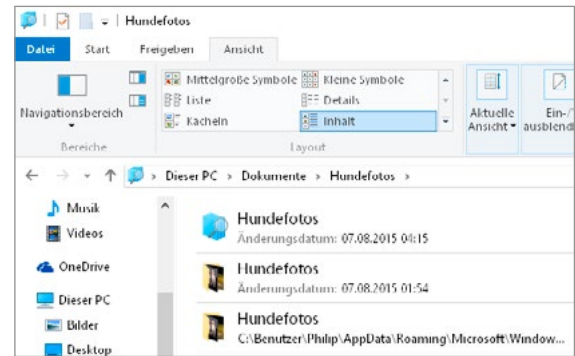 Hundefotos
Datei Start Freigeben Ansicht
Mittelgroße Symbole Kleine Symbole
Liste Details
Kacheln Inhalt
Navigationsbereich
Aktuelle Ansicht
Ein-/
ausblend
Bereiche Layout
Dieser PC > Dokumente > Hundefotos >
Musik
Videos
OneDrive
Dieser PC
Bilder
Desktop
Hundefotos
Änderungsdatum: 07.08.2015 04:15
Hundefotos
Änderungsdatum: 07.08.2015 01:54
Hundefotos
C:\Benutzer\Philip\AppData\Roaming\Microsoft\Window...